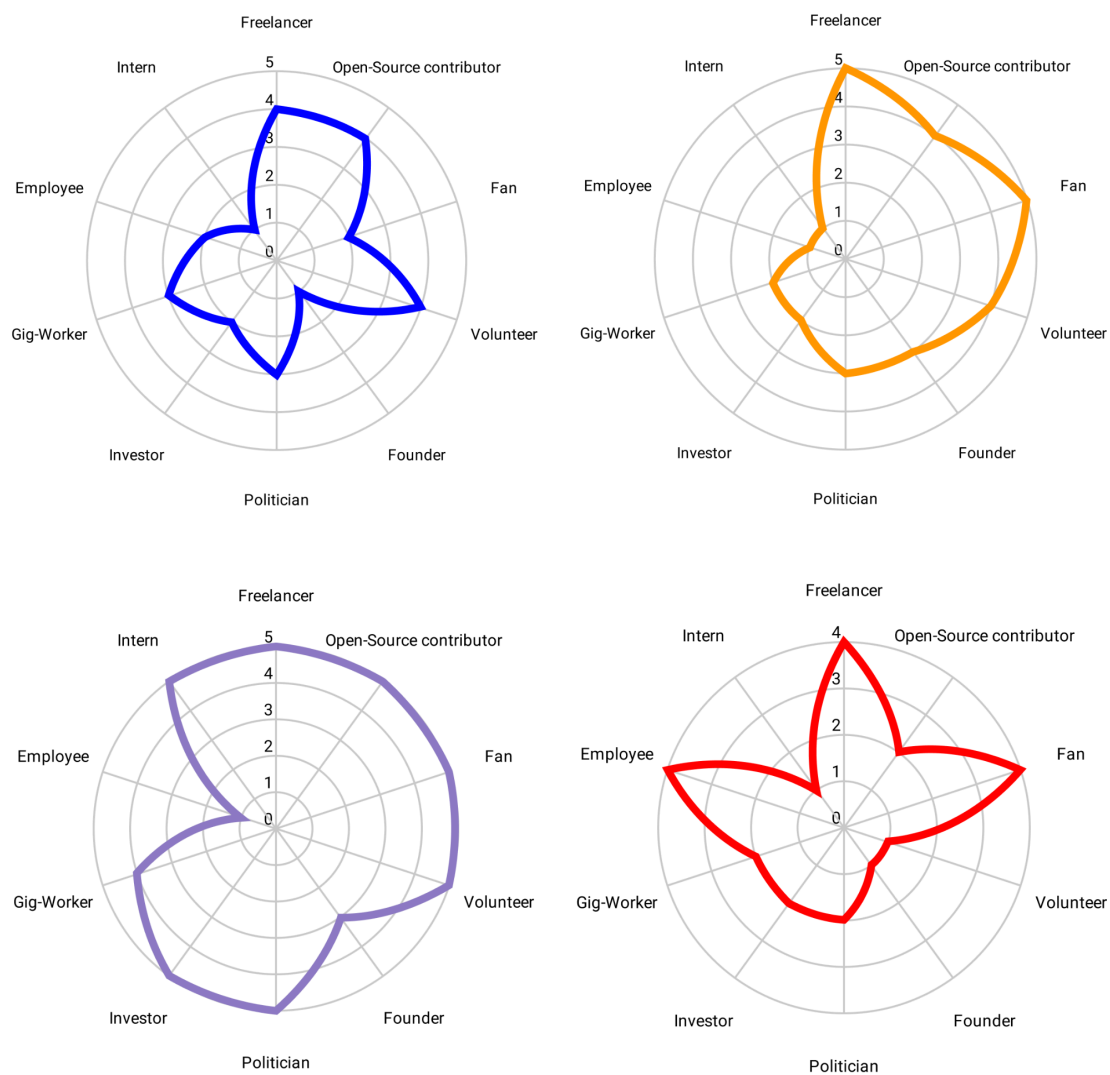 Freelancer
Intern
Open-Source contributor
5
4
3
2
1
0
Employee
Fan
Gig-Worker
Volunteer
Investor
Founder
Politician
Freelancer
Intern
Open-Source contributor
5
4
3
2
1
0
Employee
Fan
Gig-Worker
Volunteer
Investor
Founder
Politician
Freelancer
Intern
Open-Source contributor
5
4
3
2
1
0
Employee
Fan
Gig-Worker
Volunteer
Investor
Founder
Politician
Freelancer
Intern
Open-Source contributor
4
3
2
1
0
Employee
Fan
Gig-Worker
Volunteer
Investor
Founder
Politician